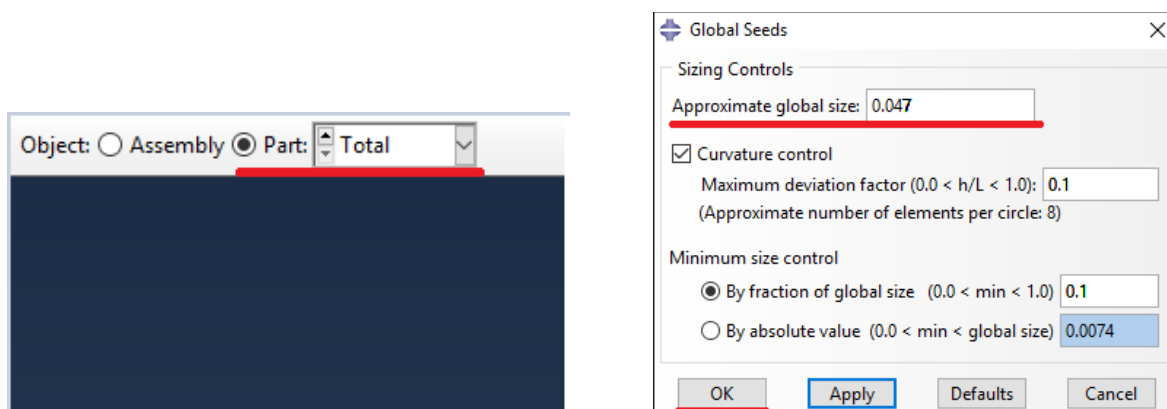 Object: Assembly Part: Total
Global Seeds
Sizing Controls
Approximate global size: 0.047
Curvature control
Maximum deviation factor (0.0 < h/L < 1.0): 0.1
(Approximate number of elements per circle: 8)
Minimum size control
By fraction of global size (0.0 < min < 1.0) 0.1
By absolute value (0.0 < min < global size) 0.0074
OK Apply Defaults Cancel